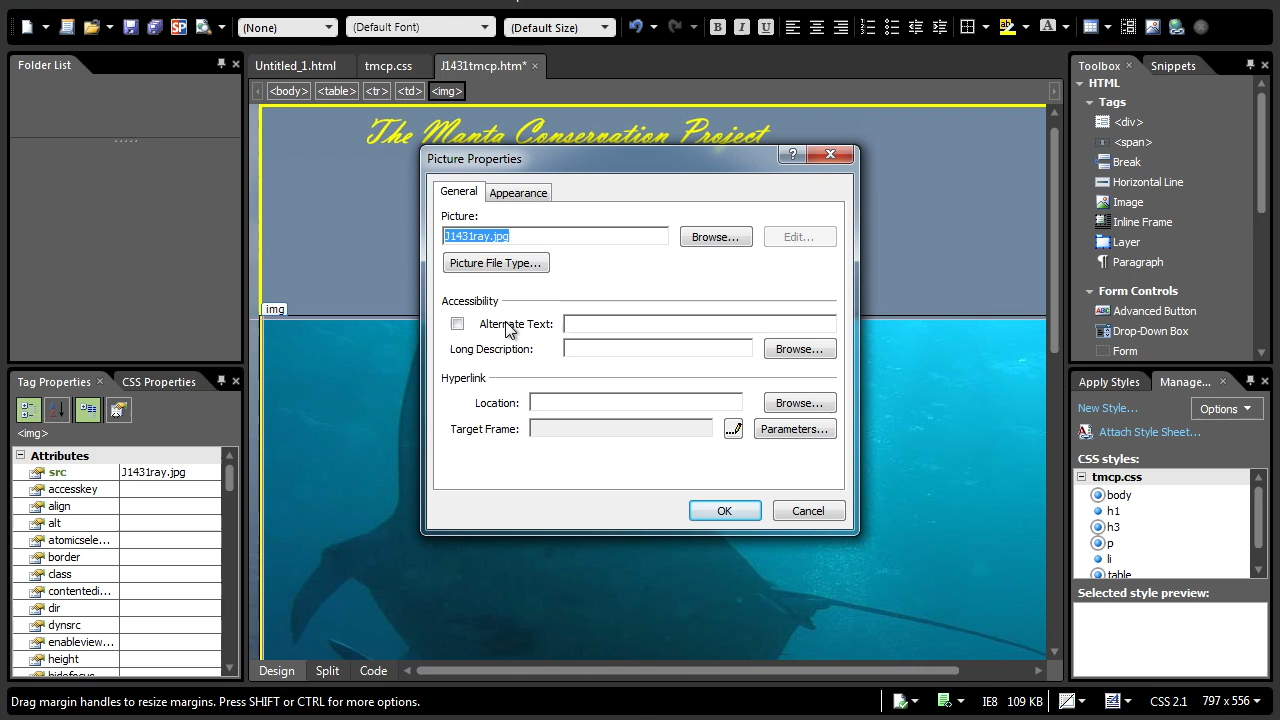 (None)
(Default Font)
(Default Size)
B
I
U
Folder List
Untitled_1.html
tmcp.css
J1431tmcp.htm*
Toolbox
Snippets
<body>
<table>
<tr>
<td>
<img>
HTML
Tags
<div>
<span>
Break
Horizontal Line
Image
Inline Frame
Layer
Paragraph
Form Controls
Advanced Button
Drop-Down Box
Form
The Manta Conservation Project
img
Picture Properties
General
Appearance
Picture:
J1431ray.jpg
Browse...
Edit...
Picture File Type...
Accessibility
Alternate Text:
Long Description:
Browse...
Hyperlink
Location:
Browse...
Target Frame:
Parameters...
OK
Cancel
Tag Properties
CSS Properties
<img>
Attributes
src
J1431ray.jpg
accesskey
align
alt
atomicsele...
border
class
contentedi...
dir
dynsrc
enableview...
height
hidefocus
Apply Styles
Manage...
New Style...
Options
Attach Style Sheet...
CSS styles:
tmcp.css
body
h1
h3
p
li
table
Selected style preview:
Design
Split
Code
Drag margin handles to resize margins. Press SHIFT or CTRL for more options.
IE8
109 KB
CSS 2.1
797 x 556